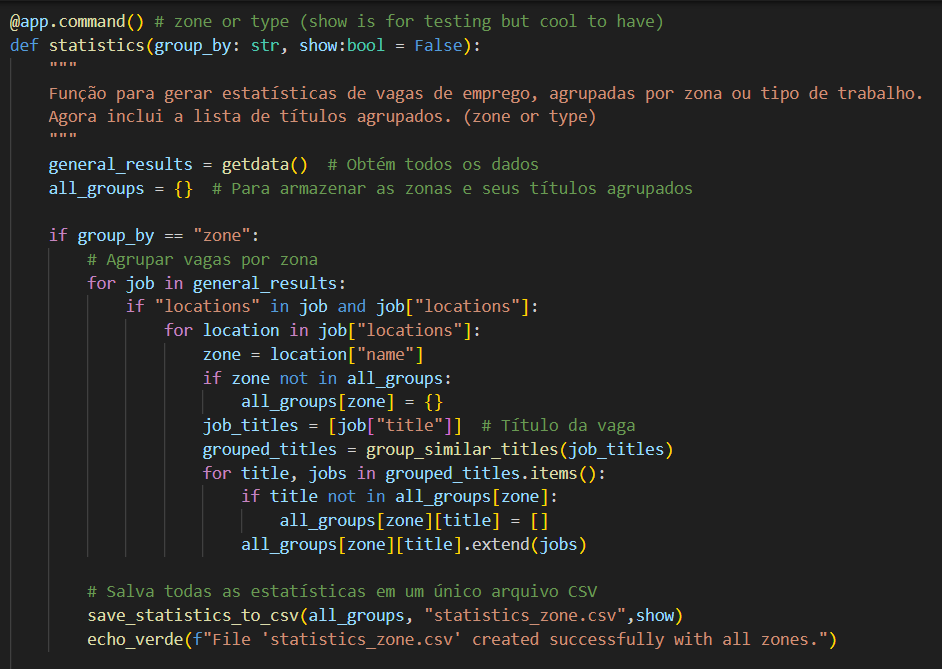 @app.command() # zone or type (show is for testing but cool to have)
def statistics(group_by: str, show:bool = False):
    """
    Função para gerar estatísticas de vagas de emprego, agrupadas por zona ou tipo de trabalho.
    Agora inclui a lista de títulos agrupados. (zone or type)
    """
    general_results = getdata()  # Obtém todos os dados
    all_groups = {}  # Para armazenar as zonas e seus títulos agrupados

    if group_by == "zone":
        # Agrupar vagas por zona
        for job in general_results:
            if "locations" in job and job["locations"]:
                for location in job["locations"]:
                    zone = location["name"]
                    if zone not in all_groups:
                        all_groups[zone] = {}
                    job_titles = [job["title"]]  # Título da vaga
                    grouped_titles = group_similar_titles(job_titles)
                    for title, jobs in grouped_titles.items():
                        if title not in all_groups[zone]:
                            all_groups[zone][title] = []
                        all_groups[zone][title].extend(jobs)

        # Salva todas as estatísticas em um único arquivo CSV
        save_statistics_to_csv(all_groups, "statistics_zone.csv",show)
        echo_verde(f"File 'statistics_zone.csv' created successfully with all zones.")